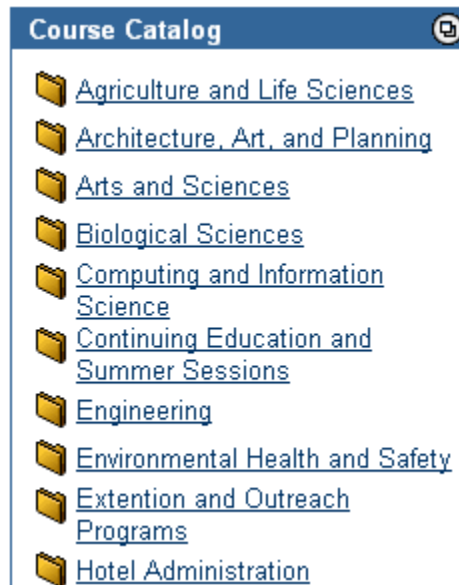 Course Catalog
Agriculture and Life Sciences
Architecture, Art, and Planning
Arts and Sciences
Biological Sciences
Computing and Information
Science
Continuing Education and
Summer Sessions
Engineering
Environmental Health and Safety
Extention and Outreach
Programs
Hotel Administration